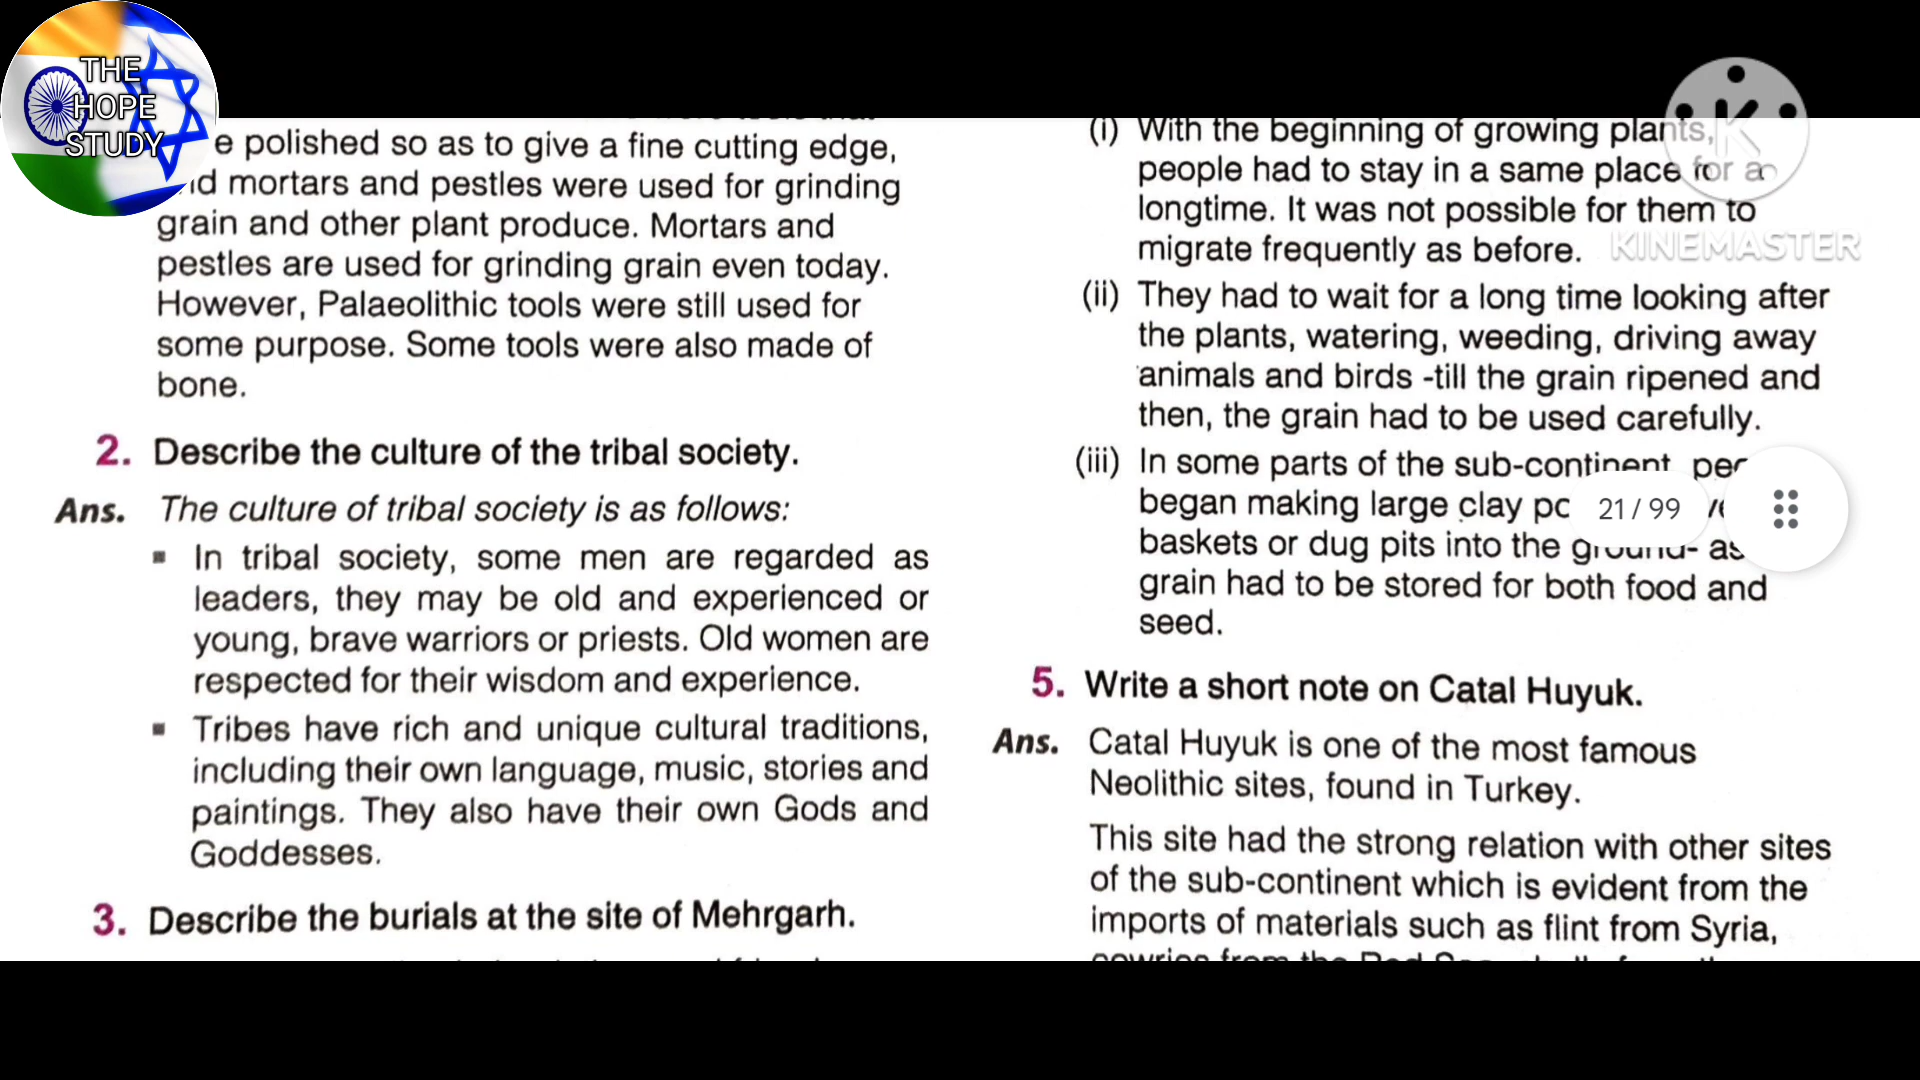 THE
HOPE
STUDY
e polished so as to give a fine cutting edge,
mortars and pestles were used for grinding
grain and other plant produce. Mortars and
pestles are used for grinding grain even today.
However, Palaeolithic tools were still used for
some purpose. Some tools were also made of
bone.
2. Describe the culture of the tribal society.
Ans. The culture of tribal society is as follows:
▪ In tribal society, some men are regarded as
leaders, they may be old and experienced or
young, brave warriors or priests. Old women are
respected for their wisdom and experience.
▪ Tribes have rich and unique cultural traditions,
including their own language, music, stories and
paintings. They also have their own Gods and
Goddesses.
3. Describe the burials at the site of Mehrgarh.
(i) With the beginning of growing plants,
people had to stay in a same place for a
longtime. It was not possible for them to
migrate frequently as before.
(ii) They had to wait for a long time looking after
the plants, watering, weeding, driving away
animals and birds -till the grain ripened and
then, the grain had to be used carefully.
(iii) In some parts of the sub-continent
began making large clay
baskets or dug pits into the ground- as
grain had to be stored for both food and
seed.
5. Write a short note on Catal Huyuk.
Ans. Catal Huyuk is one of the most famous
Neolithic sites, found in Turkey.
This site had the strong relation with other sites
of the sub-continent which is evident from the
imports of materials such as flint from Syria,
K
KINEMASTER
21 / 99